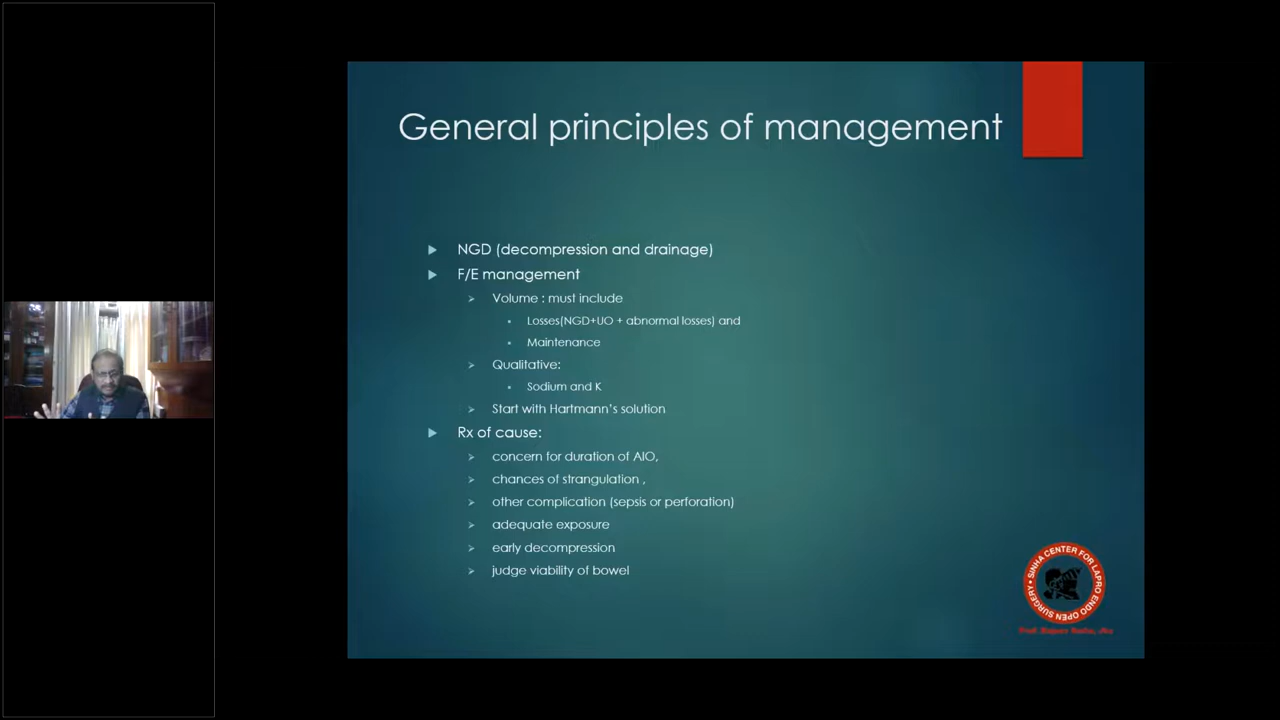 General principles of management
NGD (decompression and drainage)
F/E management
Volume : must include
Losses(NGD+UO + abnormal losses) and
Maintenance
Qualitative:
Sodium and K
Start with Hartmann’s solution
Rx of cause:
concern for duration of AIO,
chances of strangulation ,
other complication (sepsis or perforation)
adequate exposure
early decompression
judge viability of bowel
SINHA CENTER FOR LAPRO ENDO OPEN SURGERY •